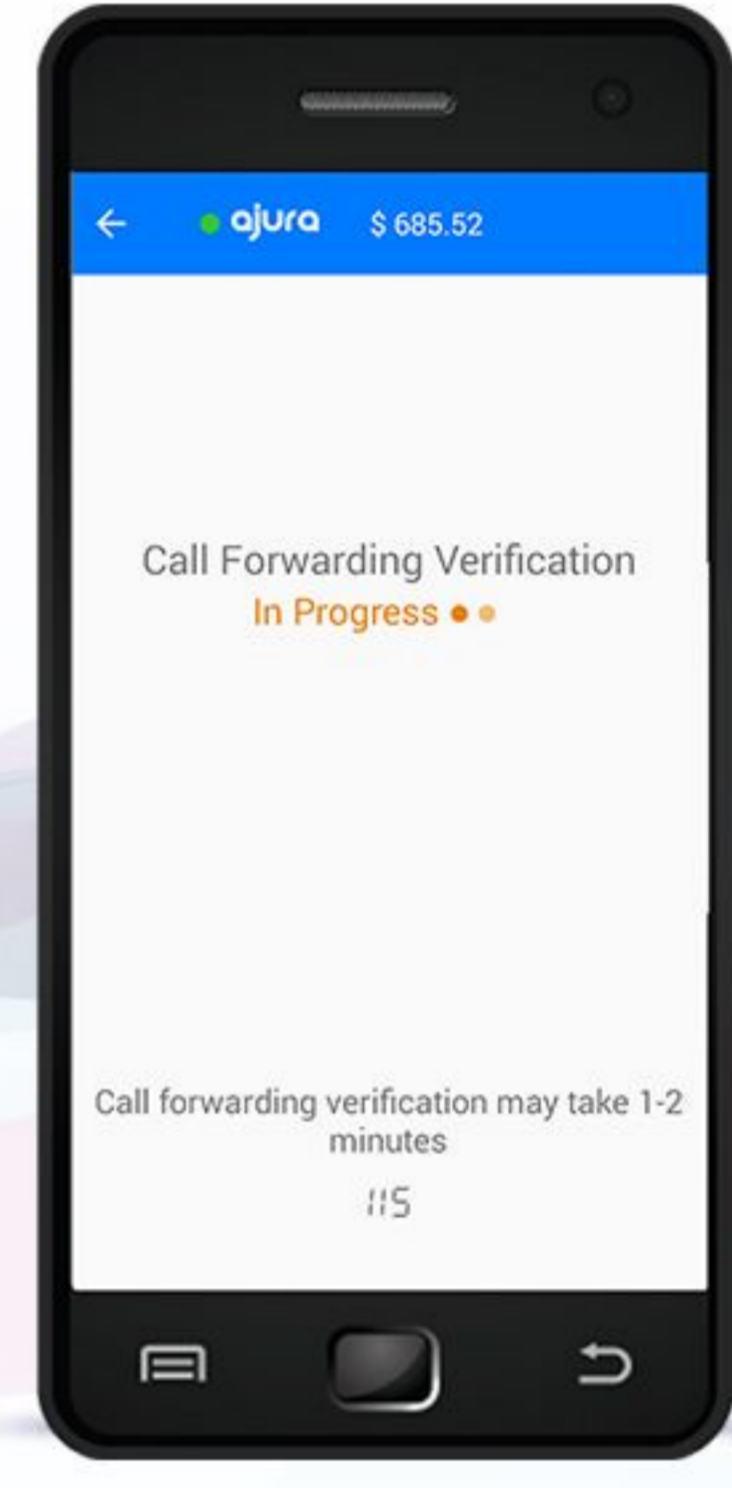 ajura $ 685.52
Call Forwarding Verification
In Progress
Call forwarding verification may take 1-2
minutes
115